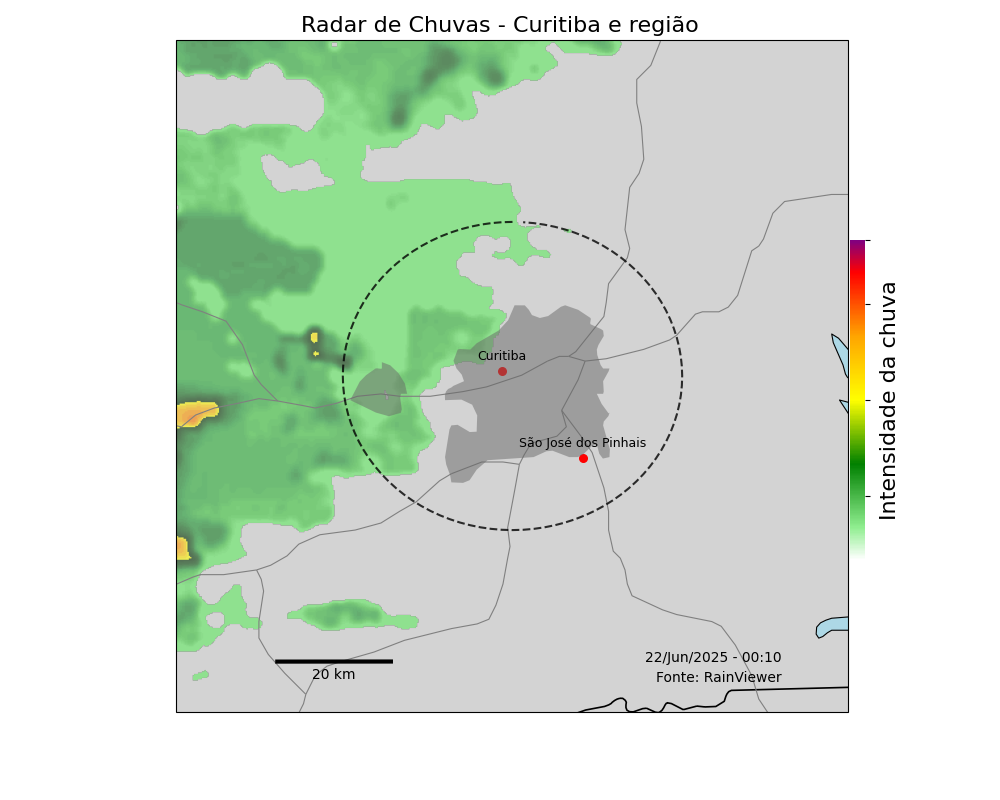 Radar de Chuvas - Curitiba e região
Curitiba
São José dos Pinhais
Intensidade da chuva
22/Jun/2025 - 00:10
Fonte: RainViewer
20 km